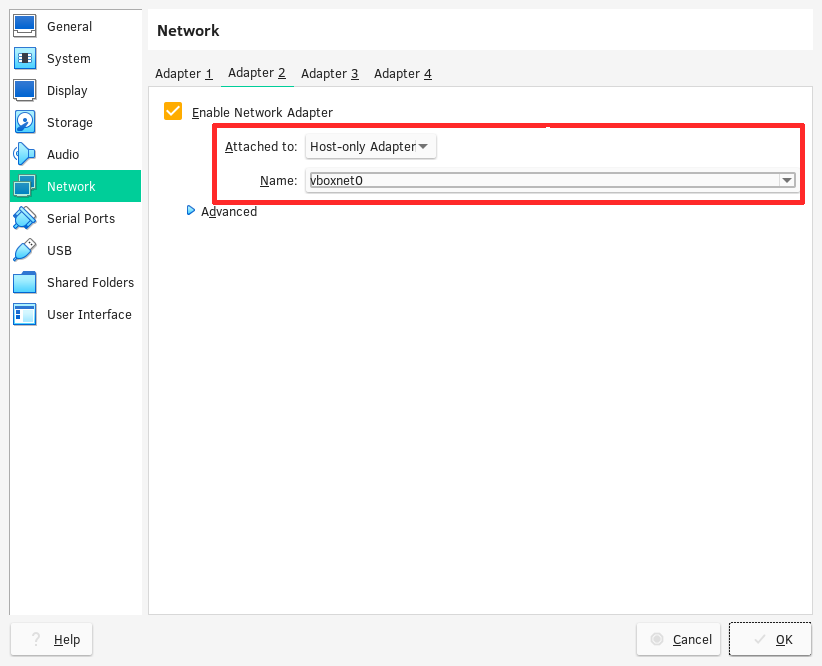 General
System
Display
Storage
Audio
Network
Serial Ports
USB
Shared Folders
User Interface
Network
Adapter 1 Adapter 2 Adapter 3 Adapter 4
Enable Network Adapter
Attached to: Host-only Adapter
Name: vboxnet0
Advanced
? Help
Cancel
OK